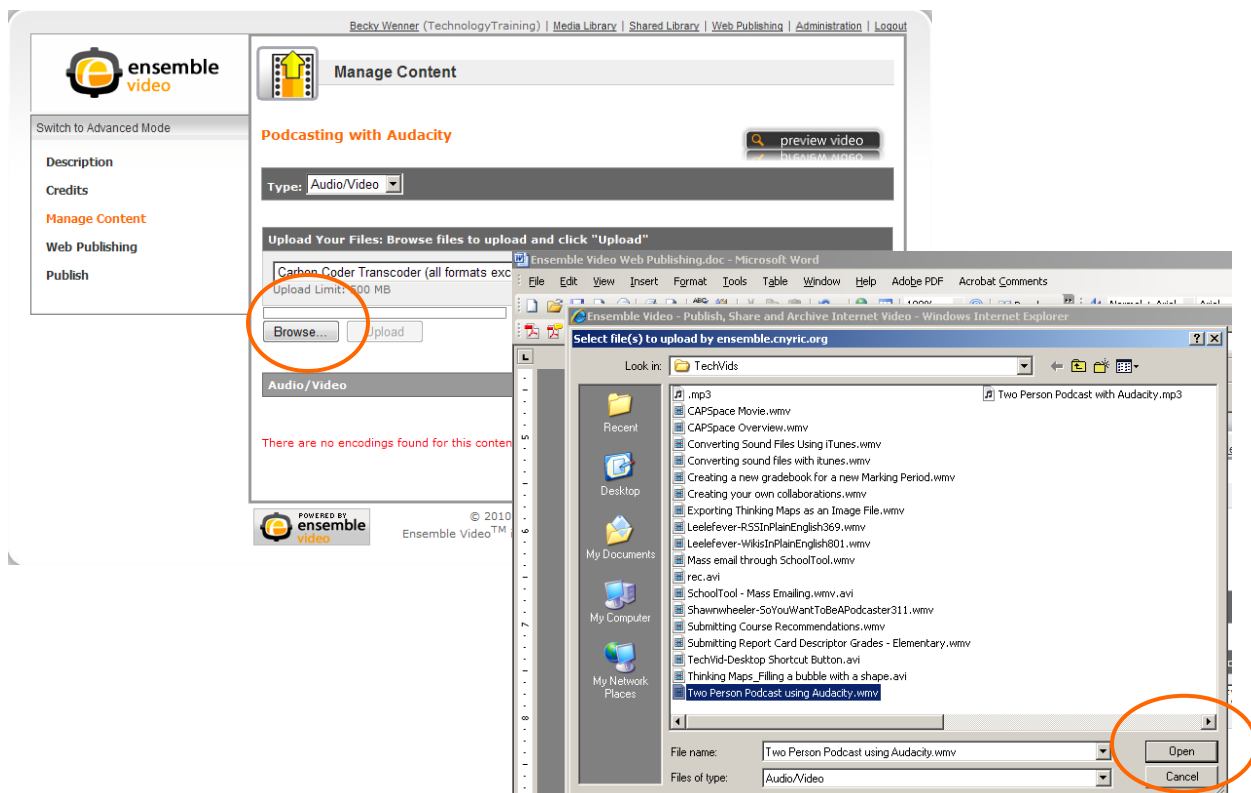 Becky Wenner (TechnologyTraining) | Media Library | Shared Library | Web Publishing | Administration | Logout
ensemble
video
Manage Content
Switch to Advanced Mode
Description
Credits
Manage Content
Web Publishing
Publish
Podcasting with Audacity
preview video
Type: Audio/Video
Upload Your Files: Browse files to upload and click "Upload"
Carbon Coder Transcoder (all formats exc
Upload Limit: 500 MB
Browse... Upload
Audio/Video
There are no encodings found for this conten
POWERED BY
ensemble
video
© 2010
Ensemble Video™ i
Ensemble Video Web Publishing.doc - Microsoft Word
File Edit View Insert Format Tools Table Window Help Adobe PDF Acrobat Comments
Ensemble Video - Publish, Share and Archive Internet Video - Windows Internet Explorer
Select file(s) to upload by ensemble.cnyric.org
Look in: TechVids
Recent
Desktop
My Documents
My Computer
My Network
Places
.mp3
CAPSpace Movie.wmv
CAPSpace Overview.wmv
Converting Sound Files Using iTunes.wmv
Converting sound files with itunes.wmv
Creating a new gradebook for a new Marking Period.wmv
Creating your own collaborations.wmv
Exporting Thinking Maps as an Image File.wmv
Leelefever-RSSInPlainEnglish369.wmv
Leelefever-WikisInPlainEnglish801.wmv
Mass email through SchoolTool.wmv
rec.avi
SchoolTool - Mass Emailing.wmv.avi
Shawnwheeler-SoYouWantToBeAPodcaster311.wmv
Submitting Course Recommendations.wmv
Submitting Report Card Descriptor Grades - Elementary.wmv
TechVid-Desktop Shortcut Button.avi
Thinking Maps_Filling a bubble with a shape.avi
Two Person Podcast using Audacity.wmv
Two Person Podcast with Audacity.mp3
File name: Two Person Podcast using Audacity.wmv
Open
Files of type: Audio/Video
Cancel